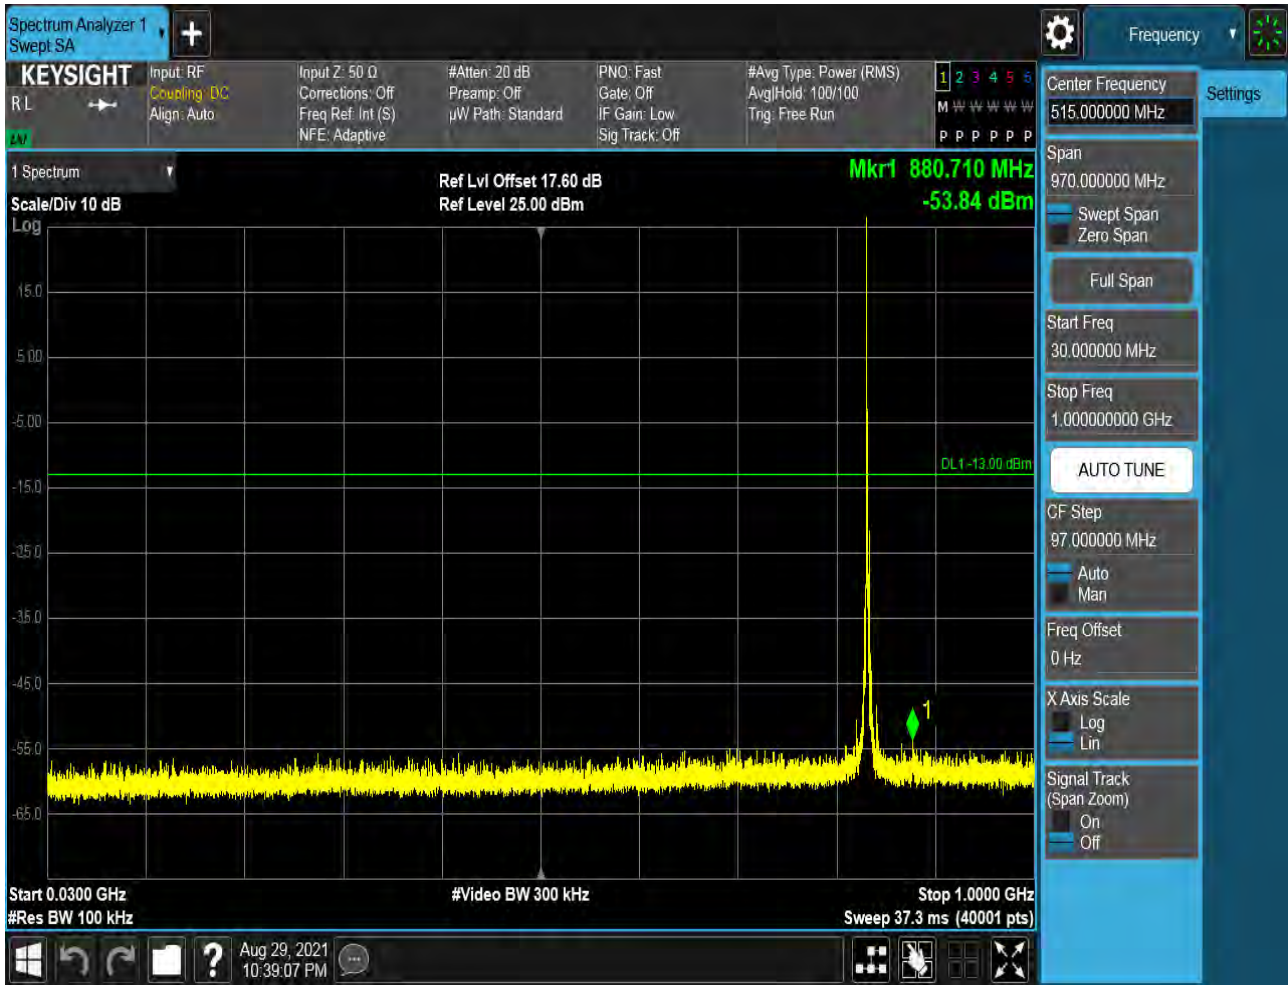 Spectrum Analyzer 1
Swept SA
Frequency
KEYSIGHT
R L
Input: RF
Coupling: DC
Align: Auto
Input Z: 50 Ω
Corrections: Off
Freq Ref: Int (S)
NFE: Adaptive
#Atten: 20 dB
Preamp: Off
µW Path: Standard
PNO: Fast
Gate: Off
IF Gain: Low
Sig Track: Off
#Avg Type: Power (RMS)
Avg|Hold: 100/100
Trig: Free Run
1 2 3 4 5 6
M W W W W W
P P P P P P
1 Spectrum
Scale/Div 10 dB
Log
Ref Lvl Offset 17.60 dB
Ref Level 25.00 dBm
Mkr1 880.710 MHz
-53.84 dBm
15.0
5.00
-5.00
-15.0
-25.0
-35.0
-45.0
-55.0
-65.0
DL1 -13.00 dBm
1
Start 0.0300 GHz
#Res BW 100 kHz
#Video BW 300 kHz
Stop 1.0000 GHz
Sweep 37.3 ms (40001 pts)
Aug 29, 2021
10:39:07 PM
Center Frequency
515.000000 MHz
Settings
Span
970.000000 MHz
Swept Span
Zero Span
Full Span
Start Freq
30.000000 MHz
Stop Freq
1.000000000 GHz
AUTO TUNE
CF Step
97.000000 MHz
Auto
Man
Freq Offset
0 Hz
X Axis Scale
Log
Lin
Signal Track
(Span Zoom)
On
Off